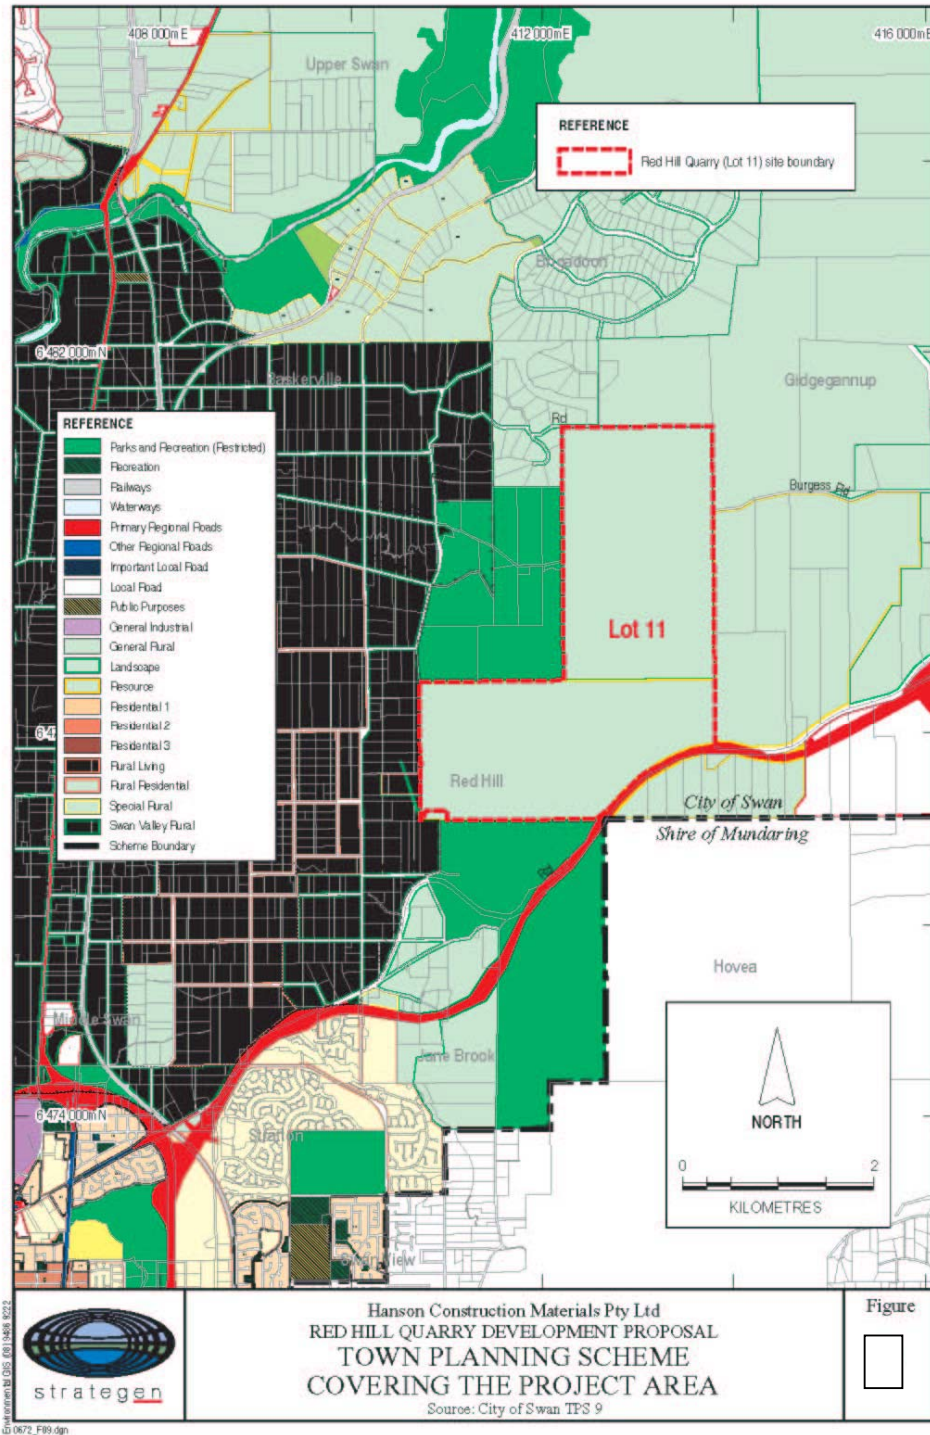 408 000m E
412 000m E
416 000m E
Upper Swan
REFERENCE
Red Hill Quarry (Lot 11) site boundary
6 482 000m N
Baskerville
Gidgegannup
Rd
Burgess Rd
REFERENCE
Parks and Recreation (Restricted)
Recreation
Railways
Waterways
Primary Regional Roads
Other Regional Roads
Important Local Road
Local Road
Public Purposes
General Industrial
General Rural
Landscape
Resource
Residential 1
Residential 2
Residential 3
Rural Living
Rural Residential
Special Rural
Swan Valley Rural
Scheme Boundary
Lot 11
Red Hill
City of Swan
Shire of Mundaring
Rd
Hovea
Middle Swan
Jane Brook
6 474 000m N
Stratton
Swan View
NORTH
0 2
KILOMETRES
strategen
Hanson Construction Materials Pty Ltd
RED HILL QUARRY DEVELOPMENT PROPOSAL
TOWN PLANNING SCHEME
COVERING THE PROJECT AREA
Source: City of Swan TPS 9
Figure